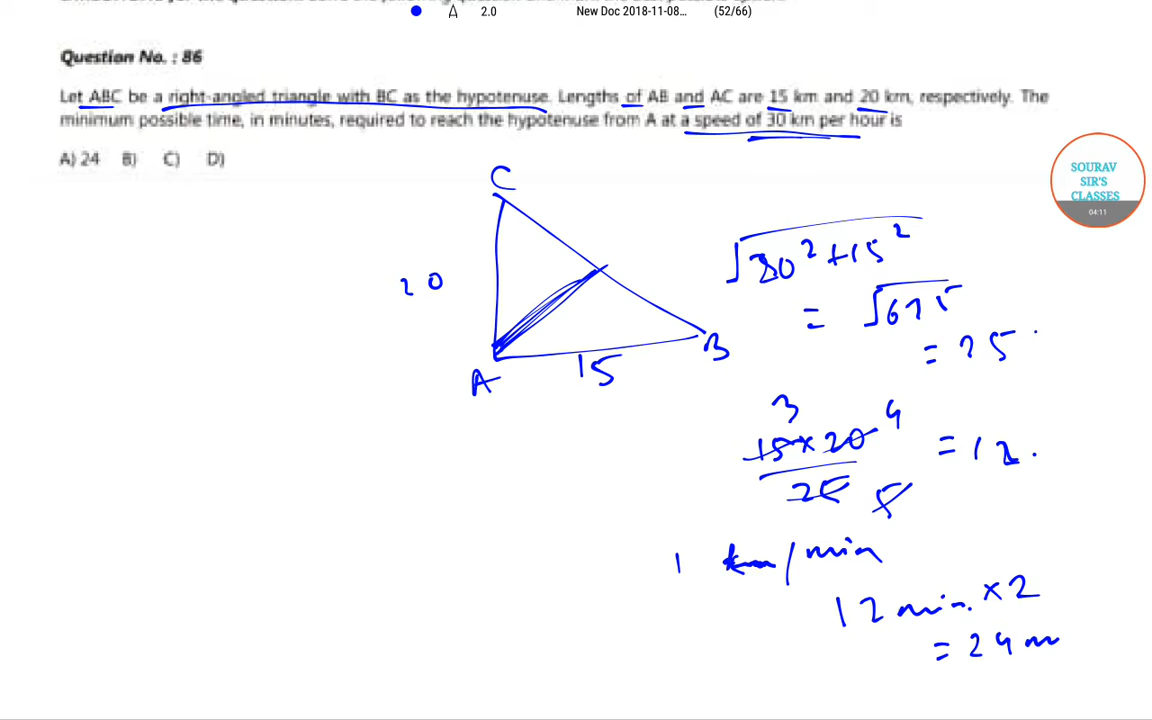 2.0 New Doc 2018-11-08... (52/66)
Question No. : 86
Let ABC be a right-angled triangle with BC as the hypotenuse. Lengths of AB and AC are 15 km and 20 km, respectively. The
minimum possible time, in minutes, required to reach the hypotenuse from A at a speed of 30 km per hour is
A) 24 B) C) D)
SOURAV
SIR'S
CLASSES
04:11
C
20
A
15
B
√20² + 15²
= √625
= 25
3 4
15 × 20 = 12.
25 5
1 km/min
12 min. × 2
= 24 m